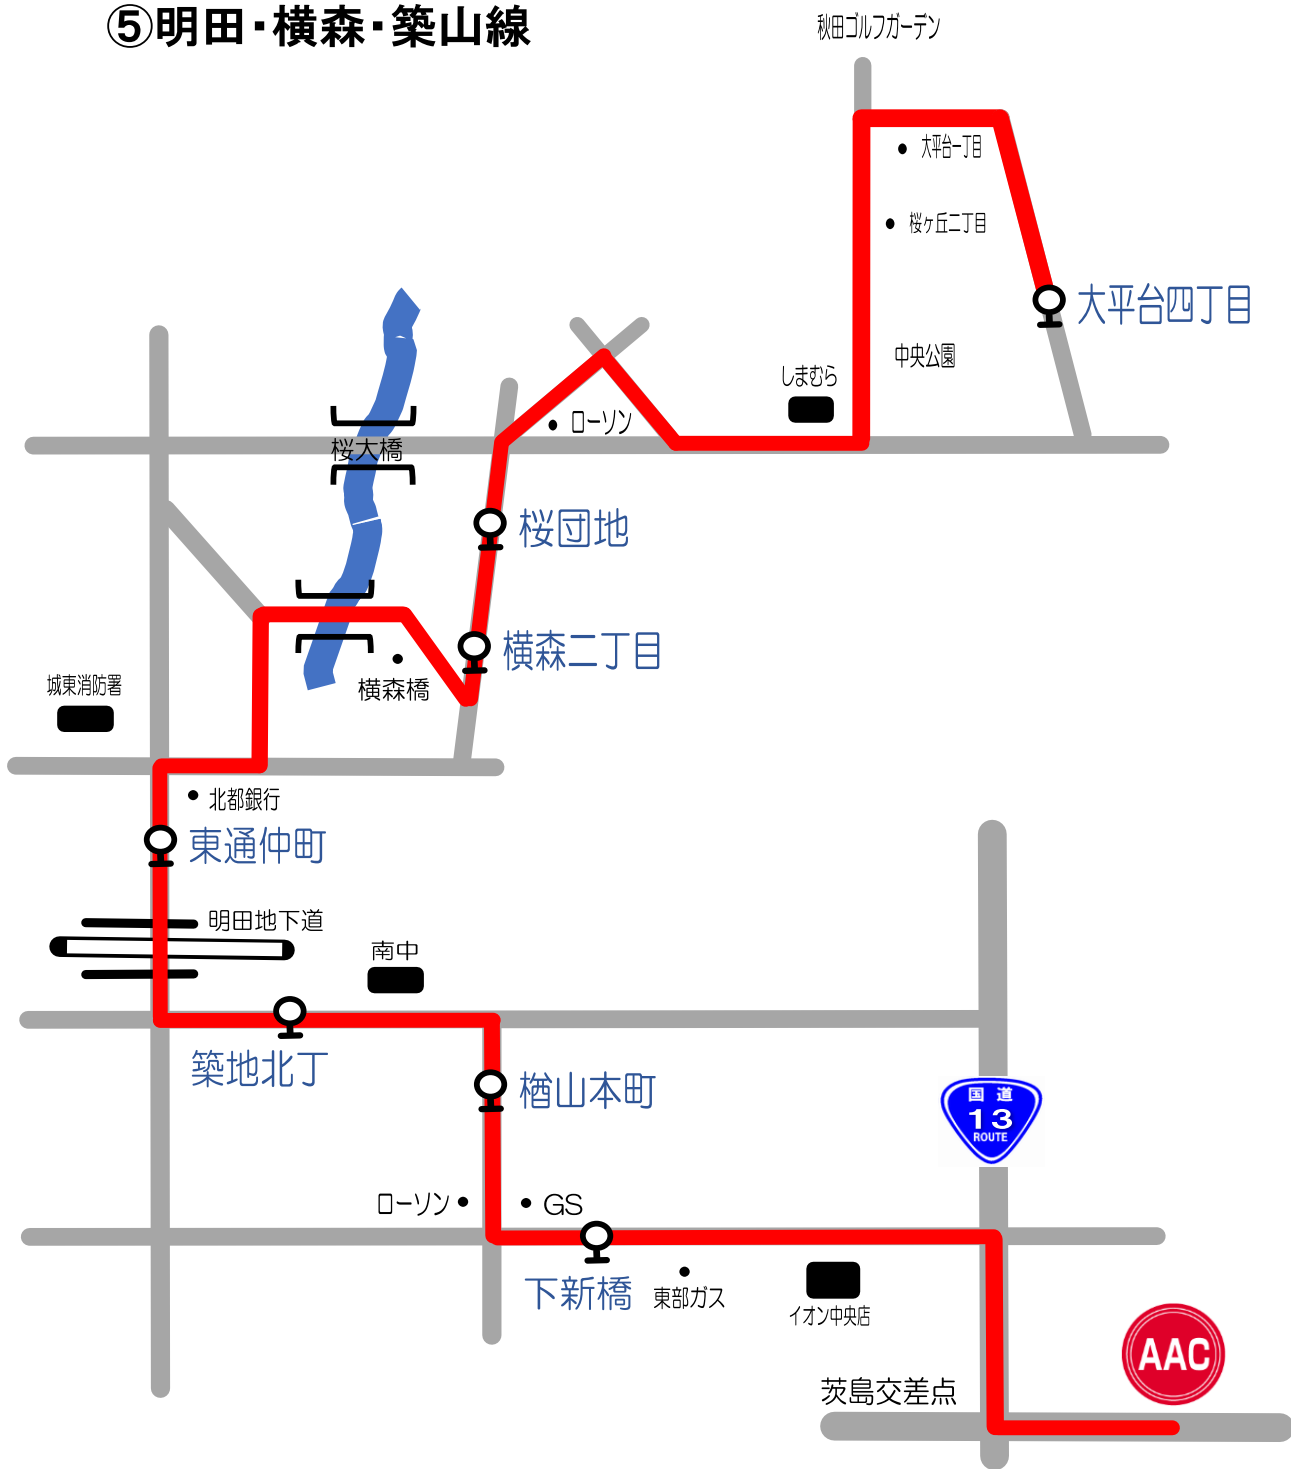 ⑤明田・横森・築山線
秋田ゴルフガーデン
大平台一丁目
桜ヶ丘二丁目
大平台四丁目
中央公園
しまむら
ローソン
桜大橋
桜団地
横森二丁目
城東消防署
横森橋
北都銀行
東通仲町
明田地下道
南中
築地北丁
楢山本町
国道
13
ROUTE
ローソン
GS
下新橋
東部ガス
イオン中央店
AAC
茨島交差点